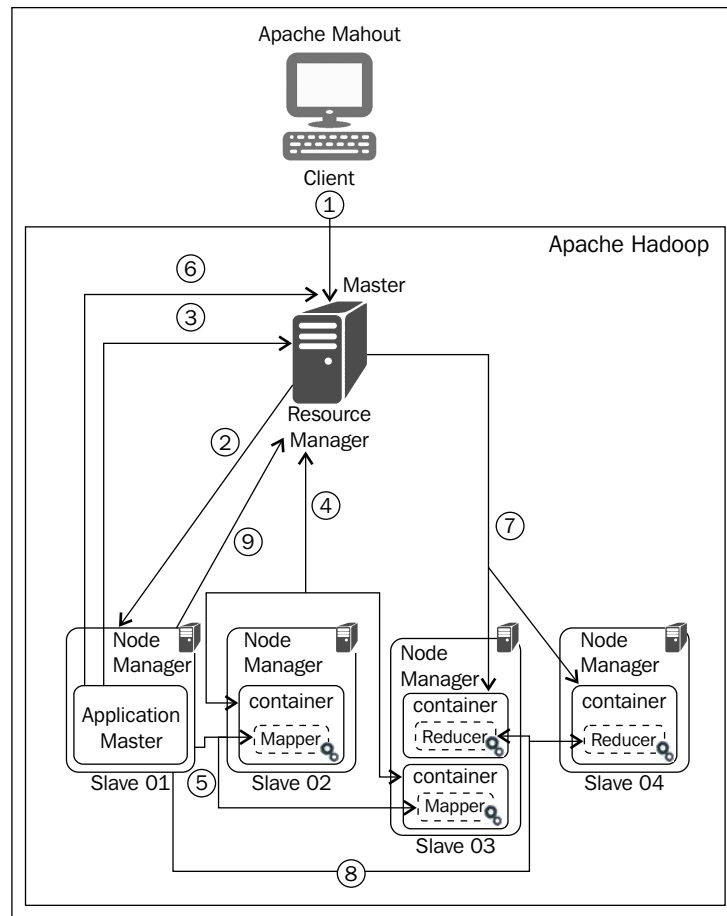 Apache Mahout
Client
1
Apache Hadoop
6
Master
3
Resource
Manager
2
4
9
7
Node
Manager
Application
Master
Slave 01
Node
Manager
container
Mapper
Slave 02
5
Node
Manager
container
Reducer
container
Mapper
Slave 03
Node
Manager
container
Reducer
Slave 04
8